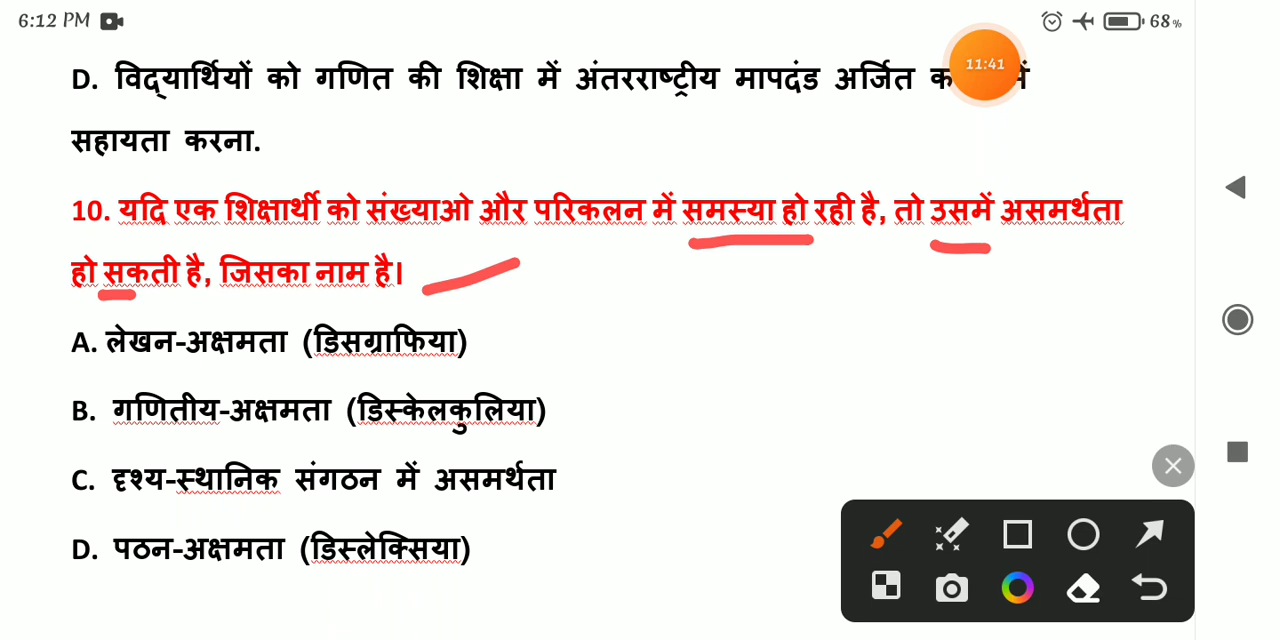 6:12 PM
68%
11:41
D. विद्यार्थियों को गणित की शिक्षा में अंतरराष्ट्रीय मापदंड अर्जित
सहायता करना.
10. यदि एक शिक्षार्थी को संख्याओ और परिकलन में समस्या हो रही है, तो उसमें असमर्थता
हो सकती है, जिसका नाम है।
A. लेखन-अक्षमता (डिसग्राफिया)
B. गणितीय-अक्षमता (डिस्केलकुलिया)
C. दृश्य-स्थानिक संगठन में असमर्थता
D. पठन-अक्षमता (डिस्लेक्सिया)